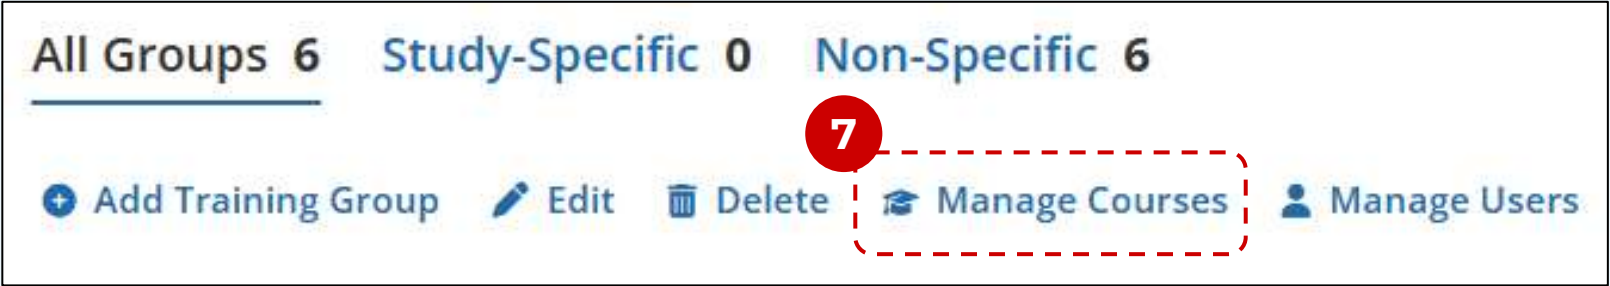 All Groups 6 Study-Specific 0 Non-Specific 6
7
Add Training Group Edit Delete Manage Courses Manage Users